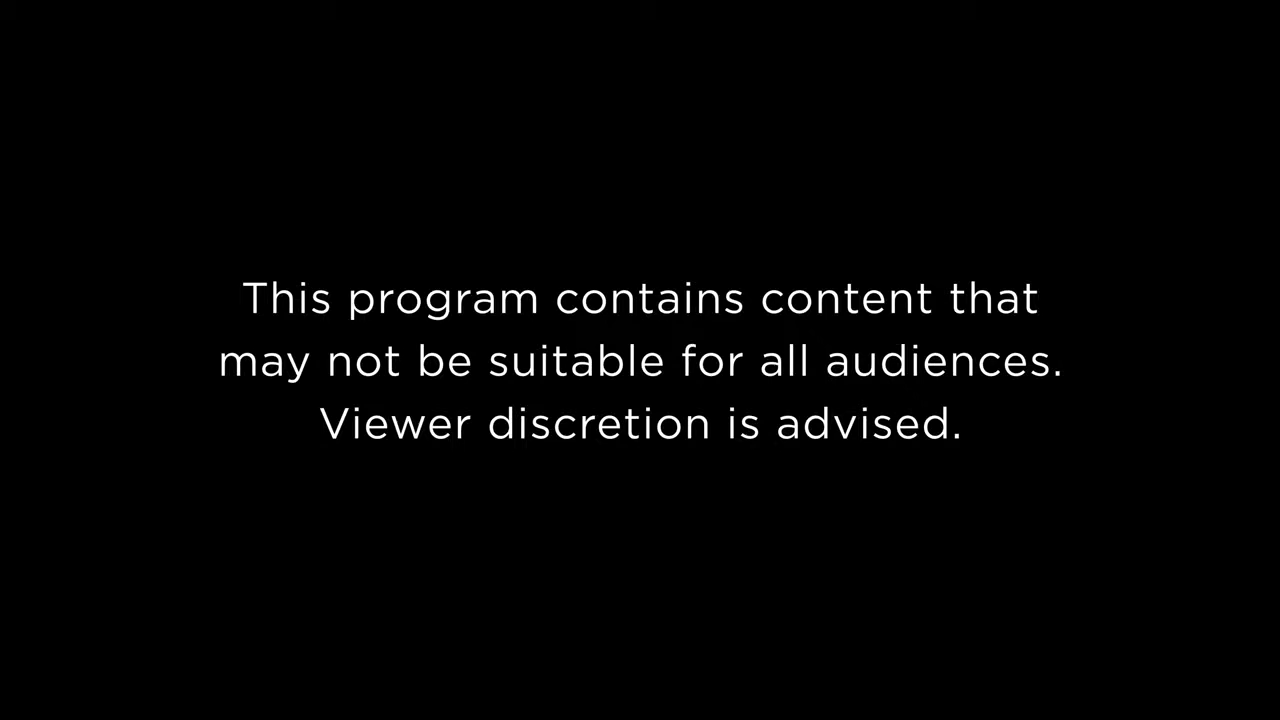 This program contains content that
may not be suitable for all audiences.
Viewer discretion is advised.